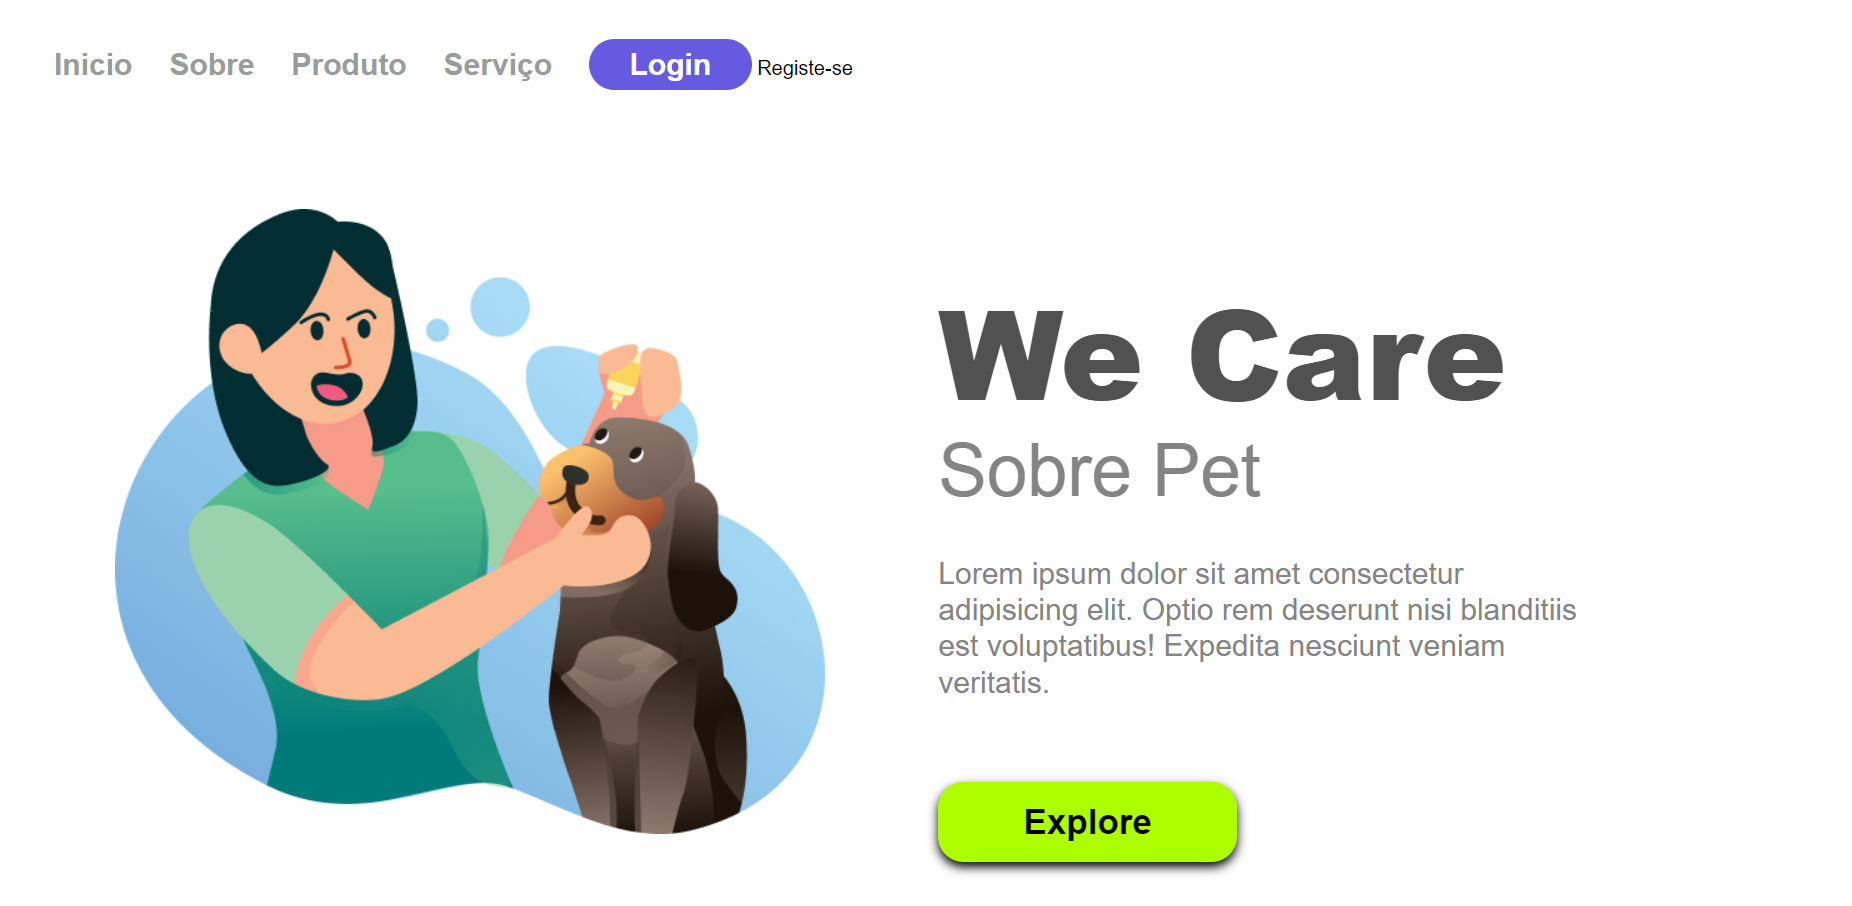 Inicio Sobre Produto Serviço Login Registe-se
We Care
Sobre Pet
Lorem ipsum dolor sit amet consectetur
adipisicing elit. Optio rem deserunt nisi blanditiis
est voluptatibus! Expedita nesciunt veniam
veritatis.
Explore